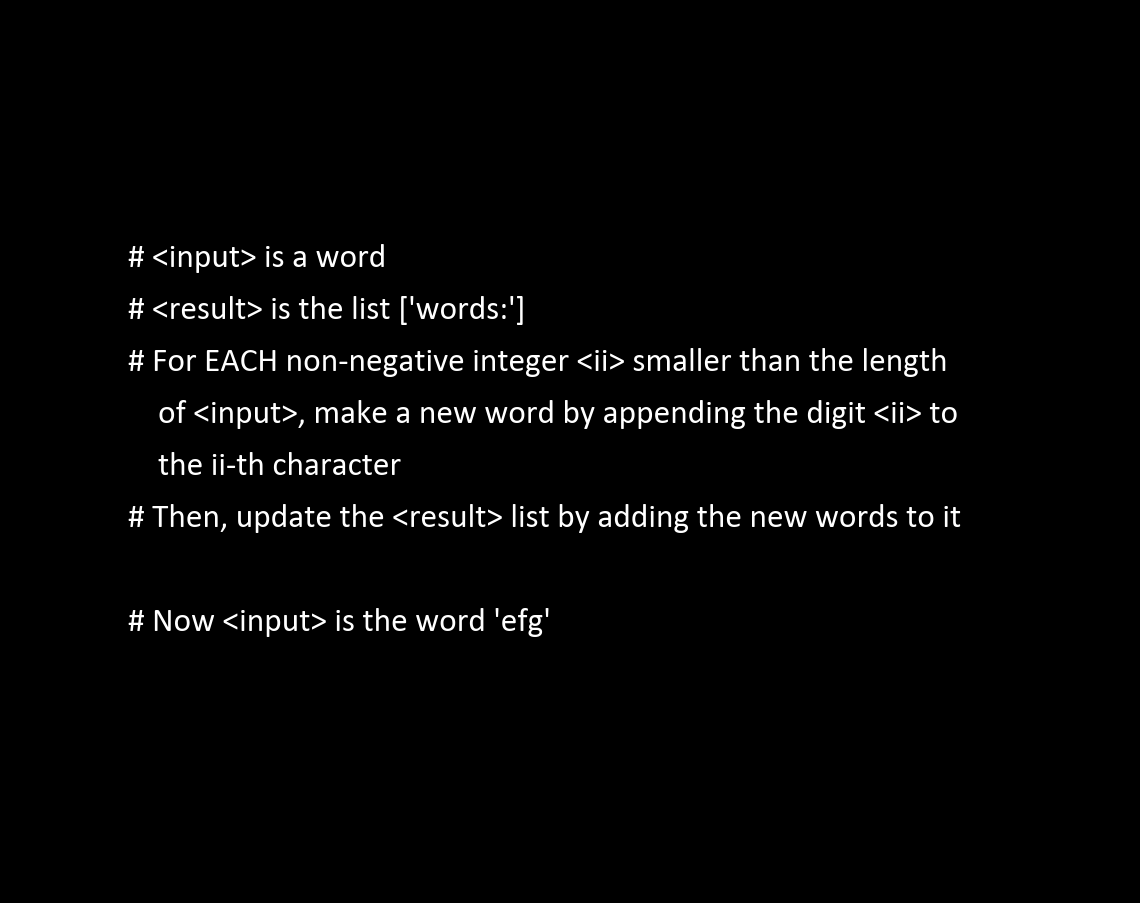 # <input> is a word
# <result> is the list ['words:']
# For EACH non-negative integer <ii> smaller than the length
of <input>, make a new word by appending the digit <ii> to
the ii-th character
# Then, update the <result> list by adding the new words to it
# Now <input> is the word 'efg'